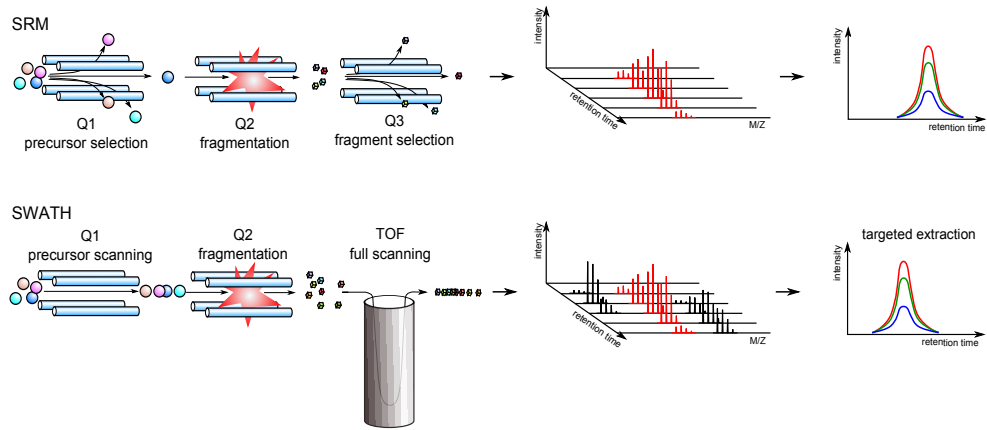 SRM
Q1
precursor selection
Q2
fragmentation
Q3
fragment selection
intensity
retention time
M/Z
intensity
retention time
SWATH
Q1
precursor scanning
Q2
fragmentation
TOF
full scanning
intensity
retention time
M/Z
targeted extraction
intensity
retention time